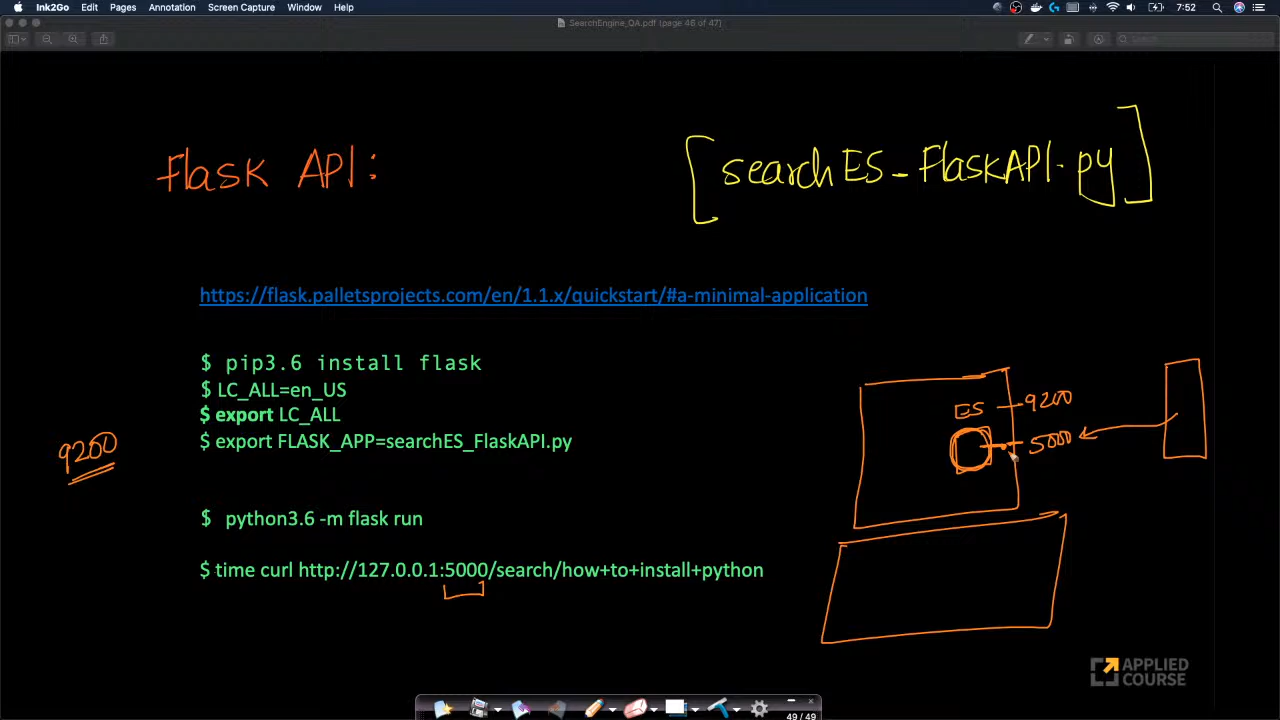 Ink2Go Edit Pages Annotation Screen Capture Window Help 7:52
SearchEngine_QA.pdf (page 46 of 47)
Search
Flask API:
[searchES_FlaskAPI.py]
https://flask.palletsprojects.com/en/1.1.x/quickstart/#a-minimal-application
$ pip3.6 install flask
$ LC_ALL=en_US
$ export LC_ALL
$ export FLASK_APP=searchES_FlaskAPI.py
9200
ES 9200
5000
$ python3.6 -m flask run
$ time curl http://127.0.0.1:5000/search/how+to+install+python
APPLIED
COURSE
49 / 49